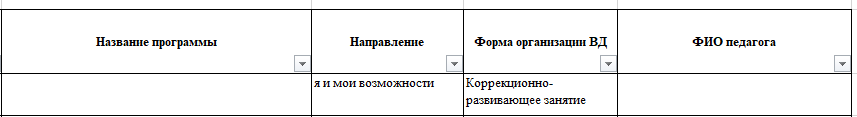 Название программы
Направление
Форма организации ВД
ФИО педагога
я и мои возможности
Коррекционно-
развивающее занятие